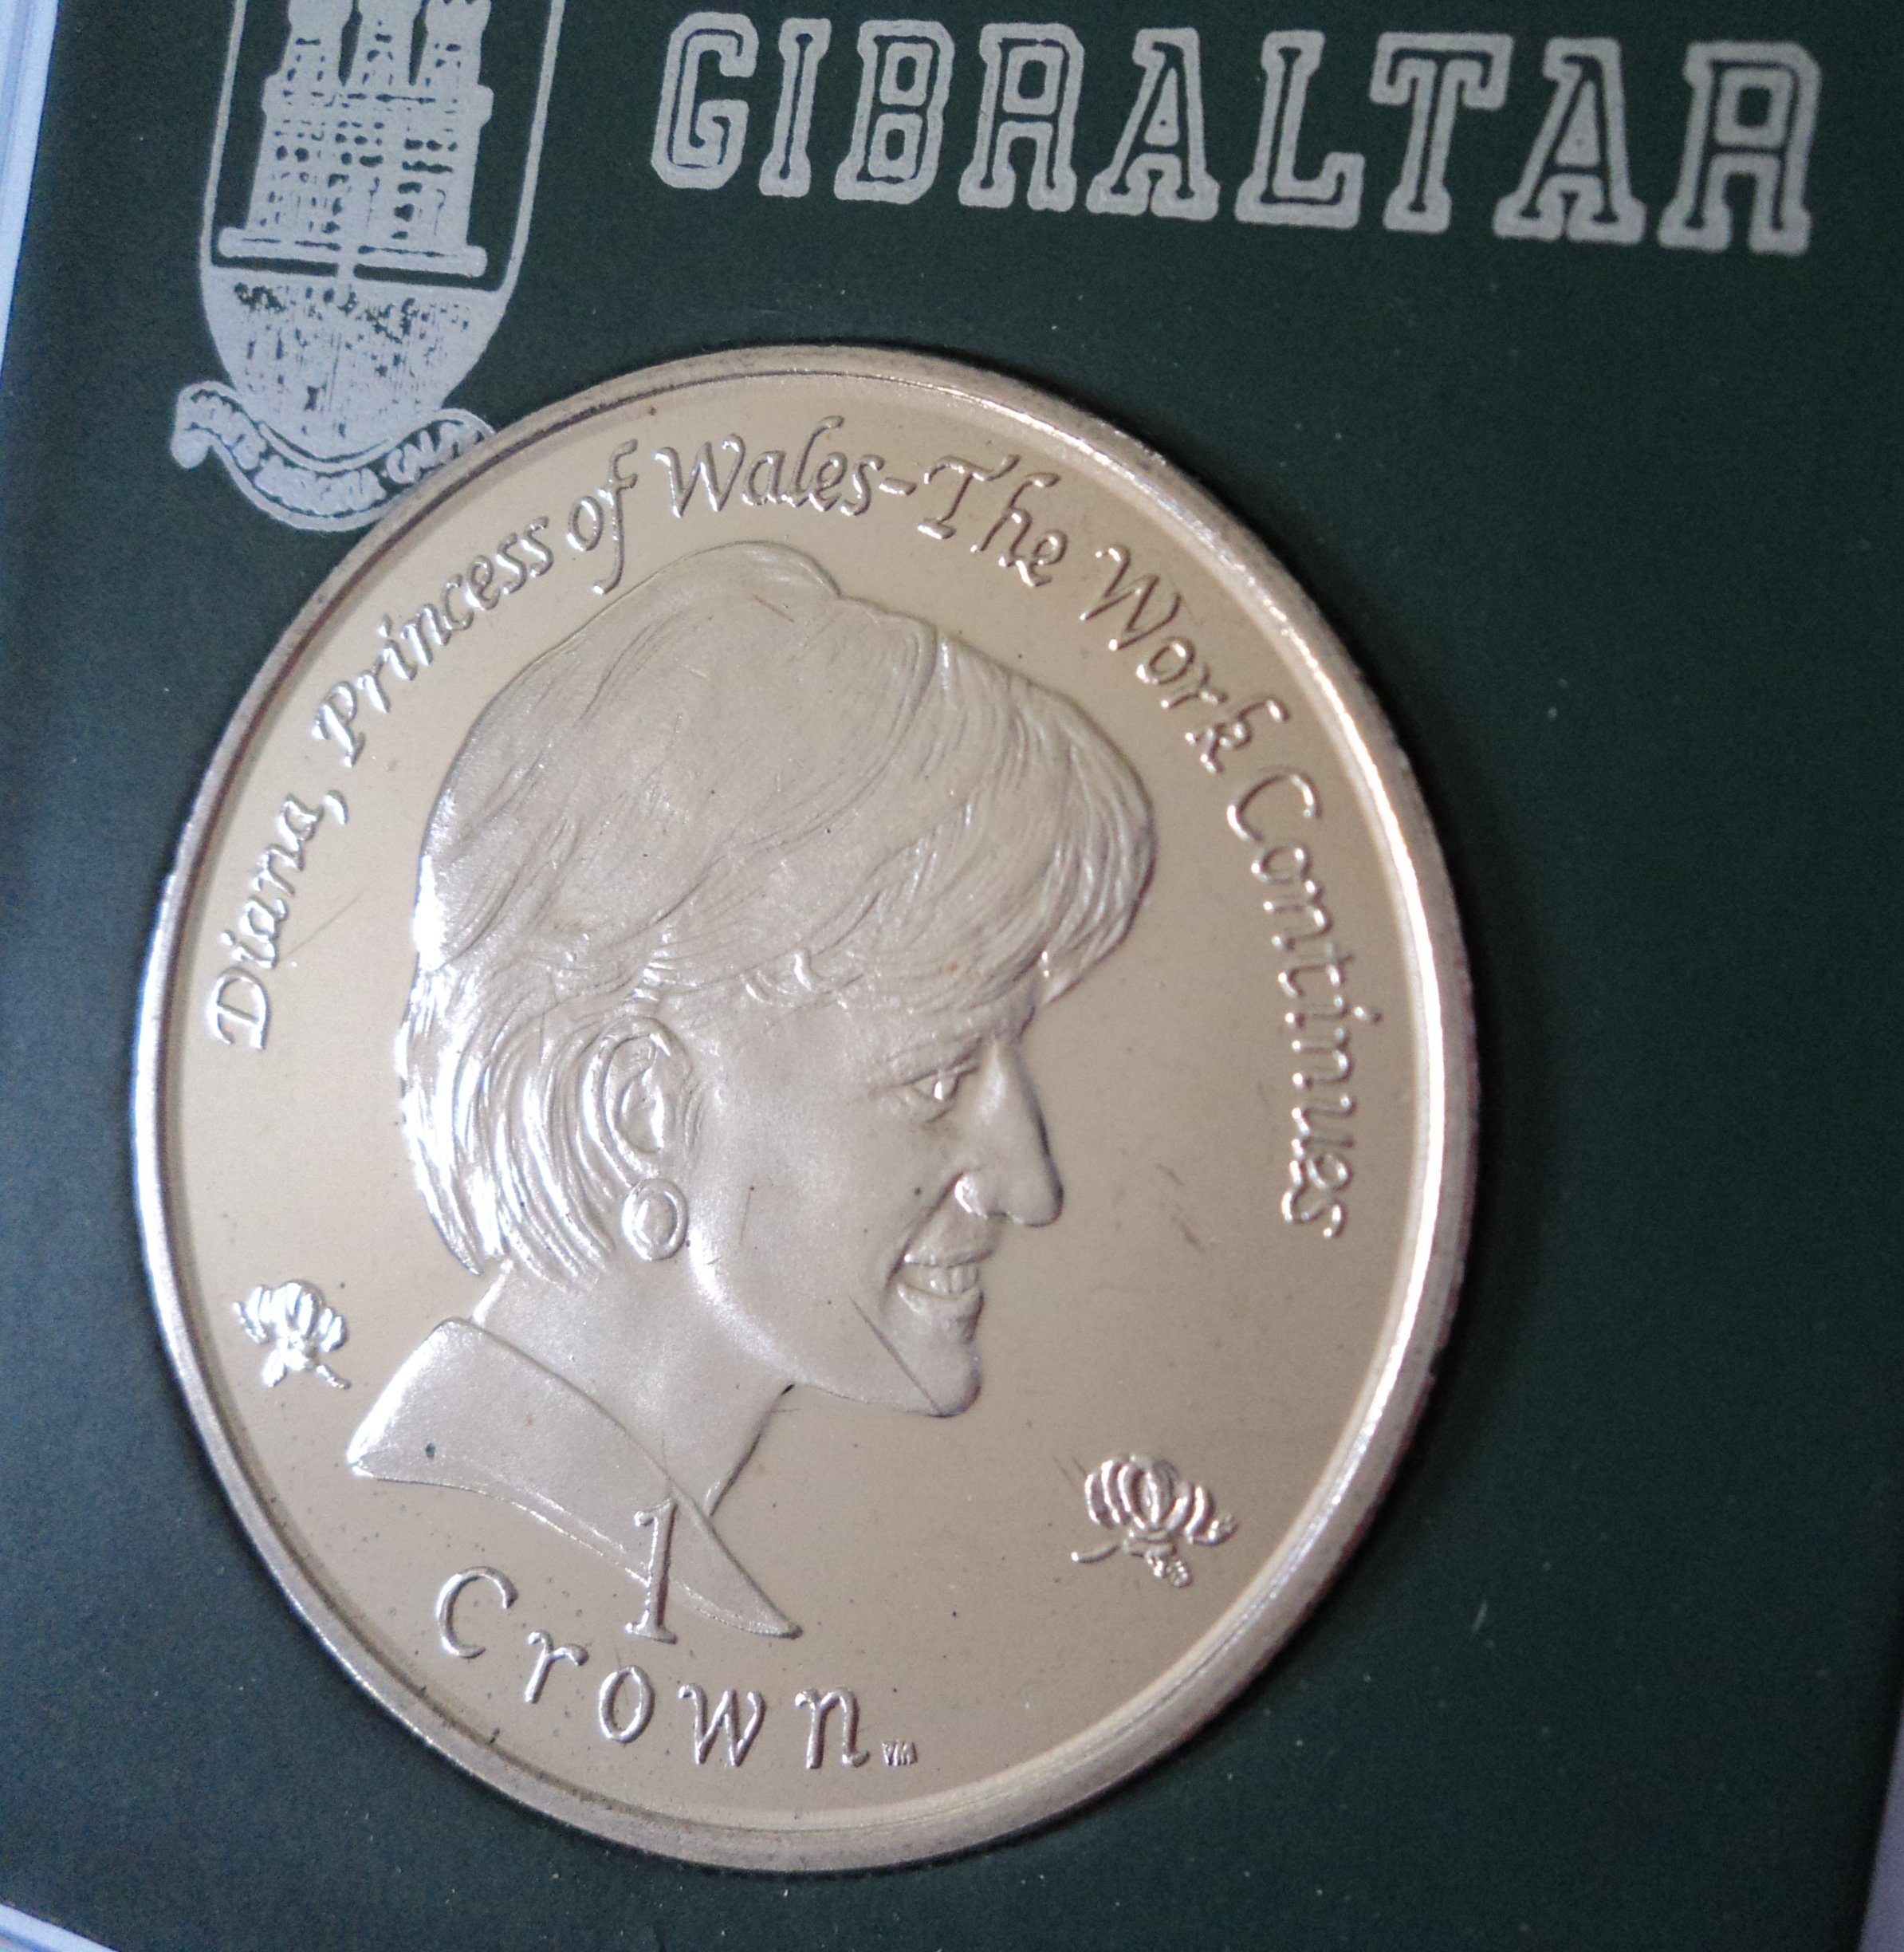 GIBRALTAR
Diana, Princess of Wales-The Work Continues
1
Crown